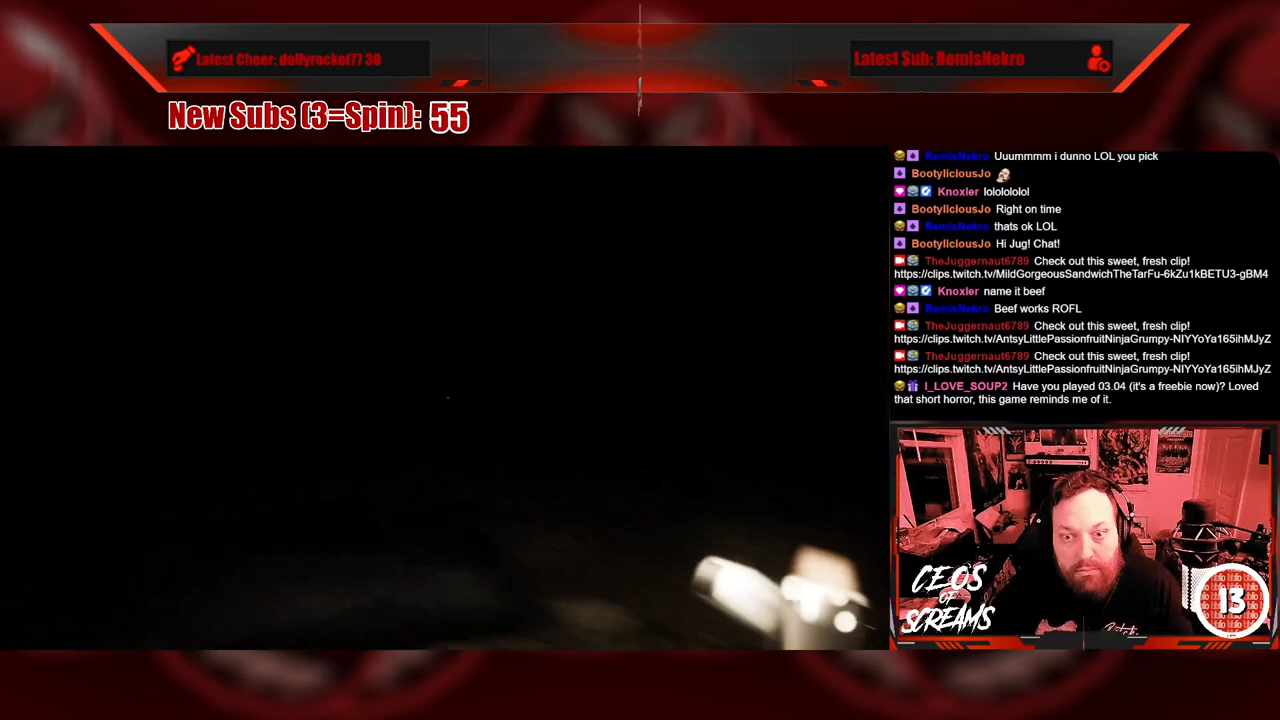 Latest Cheer: dollyrocket77 30
Latest Sub: RemisNekro
New Subs (3=Spin): 55
RemisNekro Uuummmm i dunno LOL you pick
BootyliciousJo
Knoxler lolololol
BootyliciousJo Right on time
RemisNekro thats ok LOL
BootyliciousJo Hi Jug! Chat!
TheJuggernaut6789 Check out this sweet, fresh clip!
https://clips.twitch.tv/MildGorgeousSandwichTheTarFu-6kZu1kBETU3-gBM4
Knoxler name it beef
RemisNekro Beef works ROFL
TheJuggernaut6789 Check out this sweet, fresh clip!
https://clips.twitch.tv/AntsyLittlePassionfruitNinjaGrumpy-NIYYoYa165ihMJyZ
TheJuggernaut6789 Check out this sweet, fresh clip!
https://clips.twitch.tv/AntsyLittlePassionfruitNinjaGrumpy-NIYYoYa165ihMJyZ
I_LOVE_SOUP2 Have you played 03.04 (it's a freebie now)? Loved
that short horror, this game reminds me of it.
CEOS
OF
SCREAMS
13